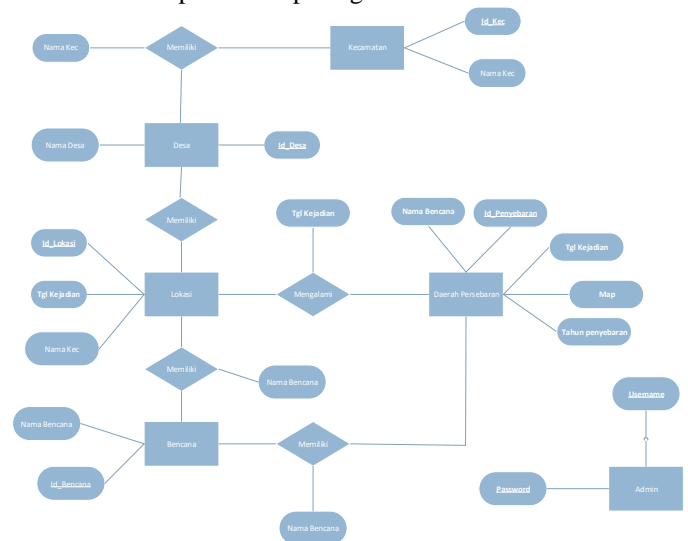 Id_Kec
Nama Kec
Memiliki
Kecamatan
Nama Kec
Nama Desa
Desa
Id_Desa
Memiliki
Tgl Kejadian
Nama Bencana
Id_Penyebaran
Id_Lokasi
Tgl Kejadian
Tgl Kejadian
Lokasi
Mengalami
Daerah Persebaran
Map
Nama Kec
Tahun penyebaran
Memiliki
Nama Bencana
Username
Nama Bencana
Bencana
Memiliki
Id_Bencana
Password
Admin
Nama Bencana